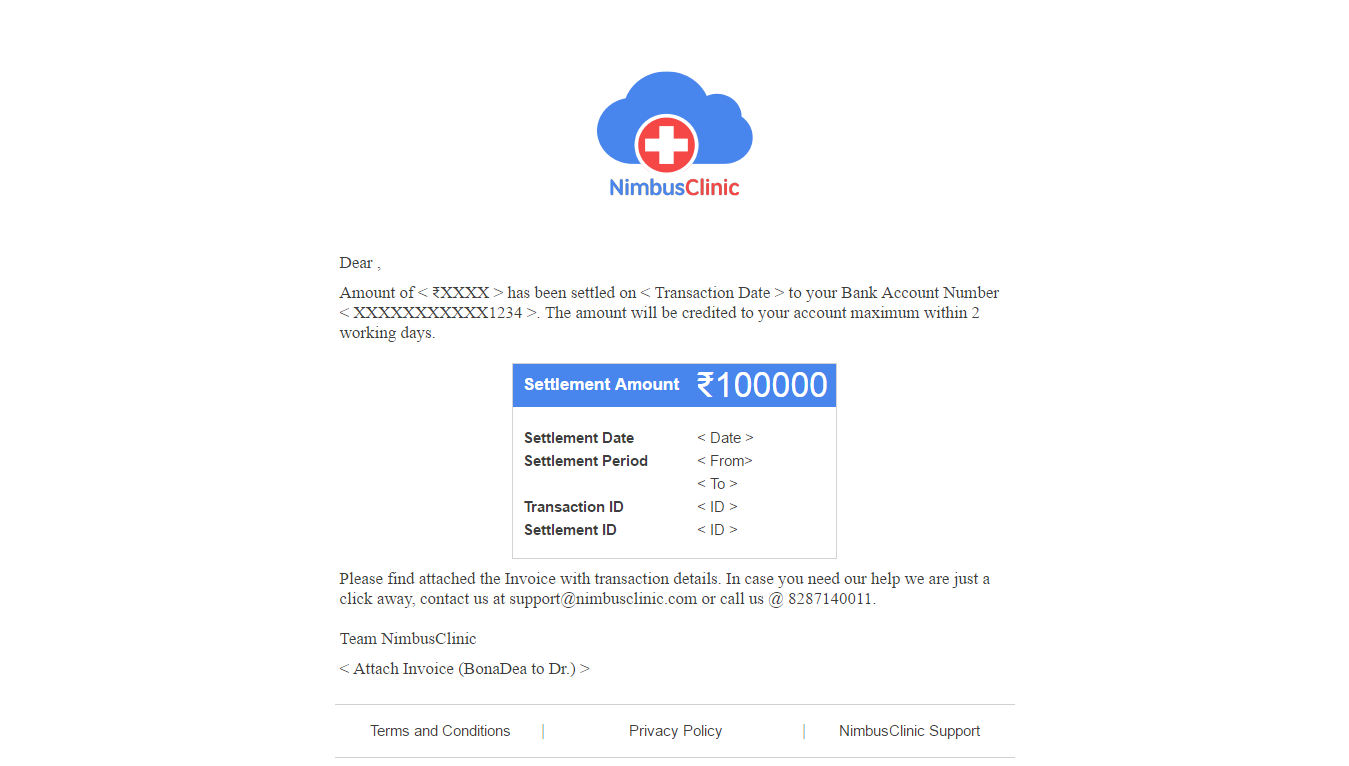 NimbusClinic
Dear ,
Amount of < ₹XXXX > has been settled on < Transaction Date > to your Bank Account Number
< XXXXXXXXXXX1234 >. The amount will be credited to your account maximum within 2
working days.
Settlement Amount ₹100000
Settlement Date < Date >
Settlement Period < From>
< To >
Transaction ID < ID >
Settlement ID < ID >
Please find attached the Invoice with transaction details. In case you need our help we are just a
click away, contact us at support@nimbusclinic.com or call us @ 8287140011.
Team NimbusClinic
< Attach Invoice (BonaDea to Dr.) >
Terms and Conditions | Privacy Policy | NimbusClinic Support